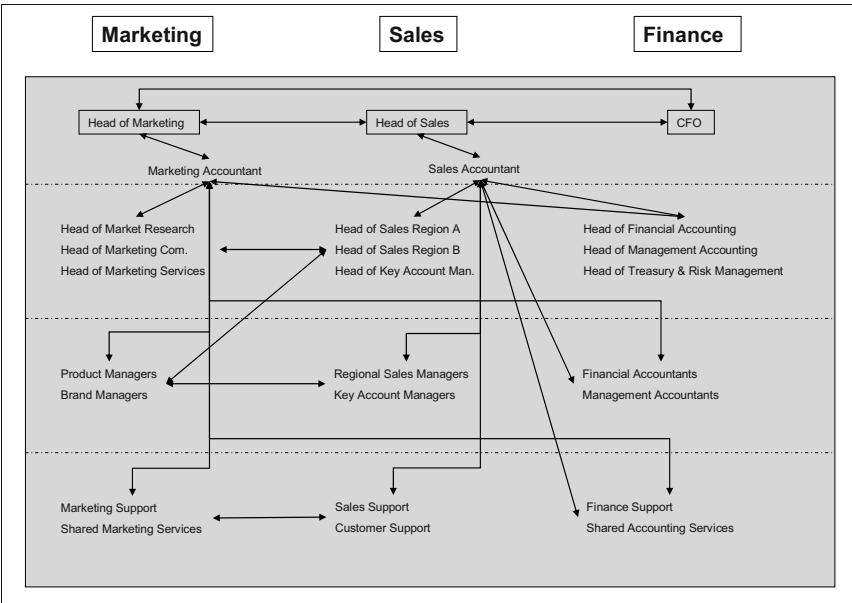 Marketing
Sales
Finance
Head of Marketing
Head of Sales
CFO
Marketing Accountant
Sales Accountant
Head of Market Research
Head of Marketing Com.
Head of Marketing Services
Head of Sales Region A
Head of Sales Region B
Head of Key Account Man.
Head of Financial Accounting
Head of Management Accounting
Head of Treasury & Risk Management
Product Managers
Brand Managers
Regional Sales Managers
Key Account Managers
Financial Accountants
Management Accountants
Marketing Support
Shared Marketing Services
Sales Support
Customer Support
Finance Support
Shared Accounting Services